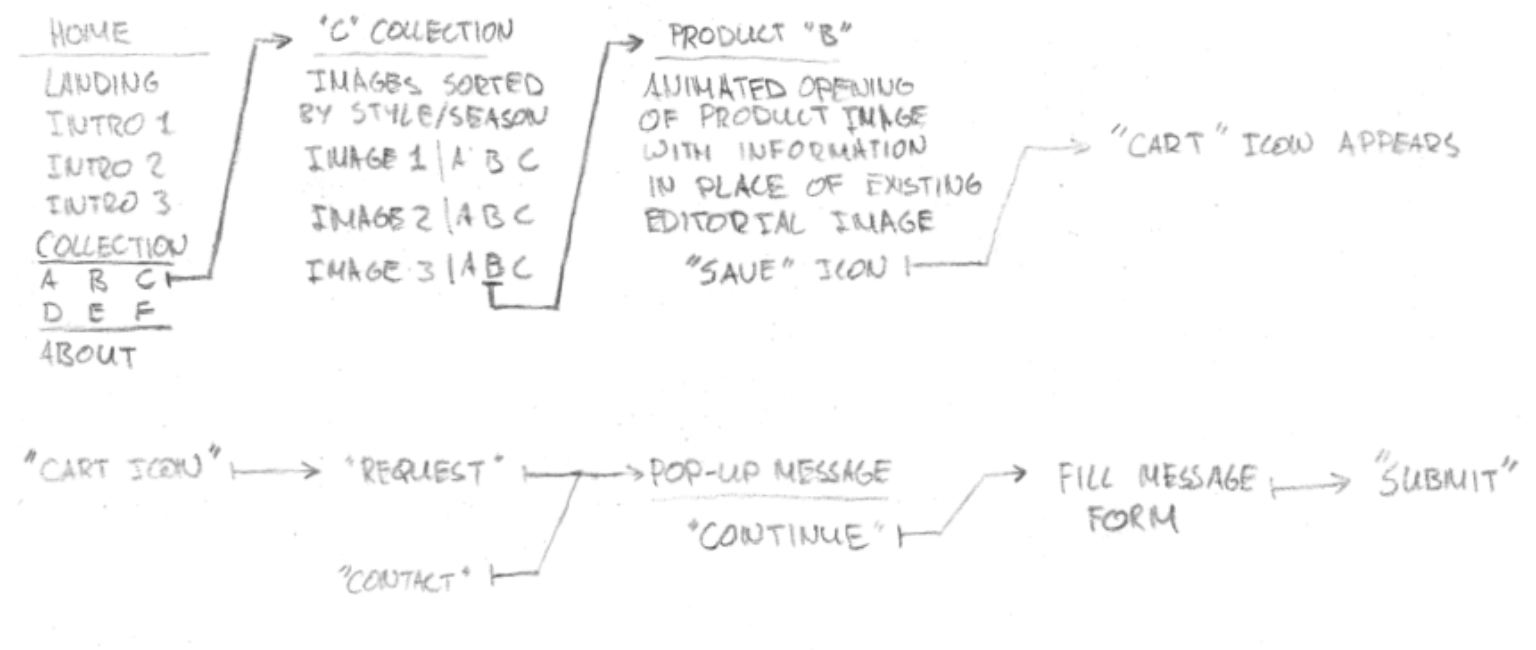 HOME
LANDING
INTRO 1
INTRO 2
INTRO 3
COLLECTION
A B C
D E F
ABOUT
"C" COLLECTION
IMAGES SORTED
BY STYLE/SEASON
IMAGE 1 | A B C
IMAGE 2 | A B C
IMAGE 3 | A B C
PRODUCT "B"
ANIMATED OPENING
OF PRODUCT IMAGE
WITH INFORMATION
IN PLACE OF EXISTING
EDITORIAL IMAGE
"SAVE" ICON
"CART" ICON APPEARS
"CART ICON"
"REQUEST"
"CONTACT"
POP-UP MESSAGE
"CONTINUE"
FILL MESSAGE
FORM
"SUBMIT"